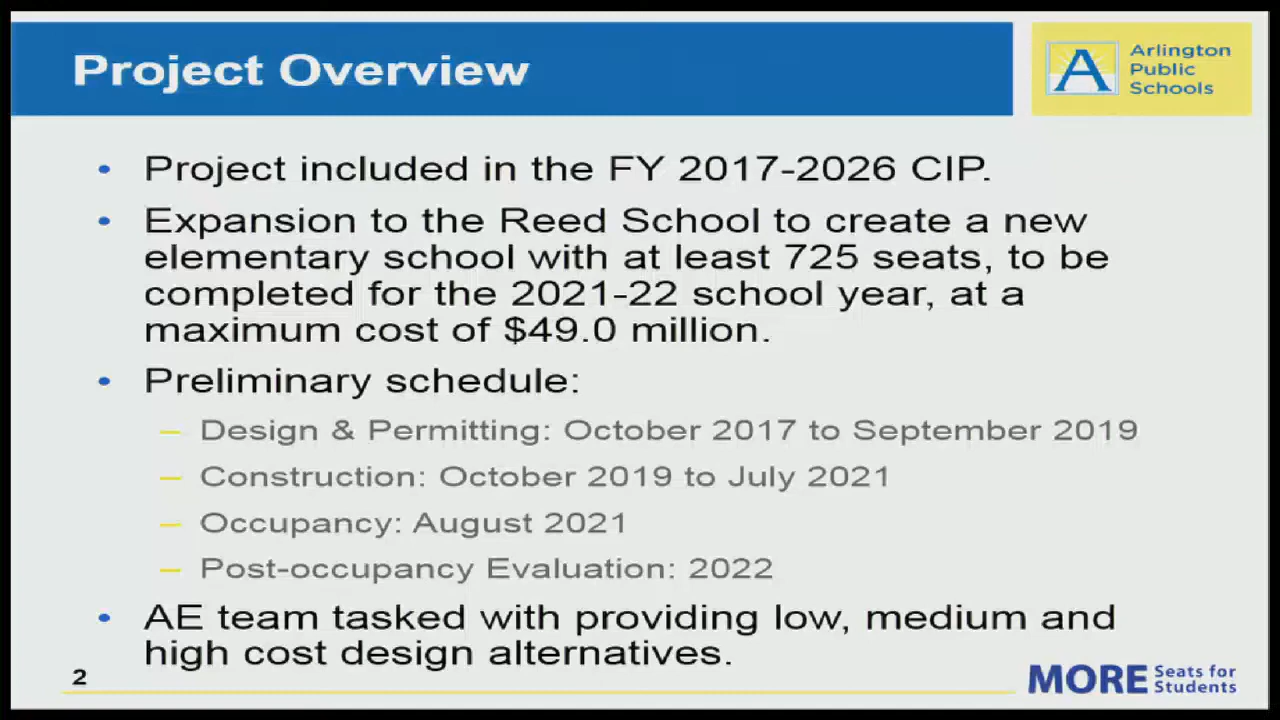 Project Overview
A
Arlington
Public
Schools
• Project included in the FY 2017-2026 CIP.
• Expansion to the Reed School to create a new
elementary school with at least 725 seats, to be
completed for the 2021-22 school year, at a
maximum cost of $49.0 million.
• Preliminary schedule:
– Design & Permitting: October 2017 to September 2019
– Construction: October 2019 to July 2021
– Occupancy: August 2021
– Post-occupancy Evaluation: 2022
• AE team tasked with providing low, medium and
high cost design alternatives.
2
MORE Seats for
Students